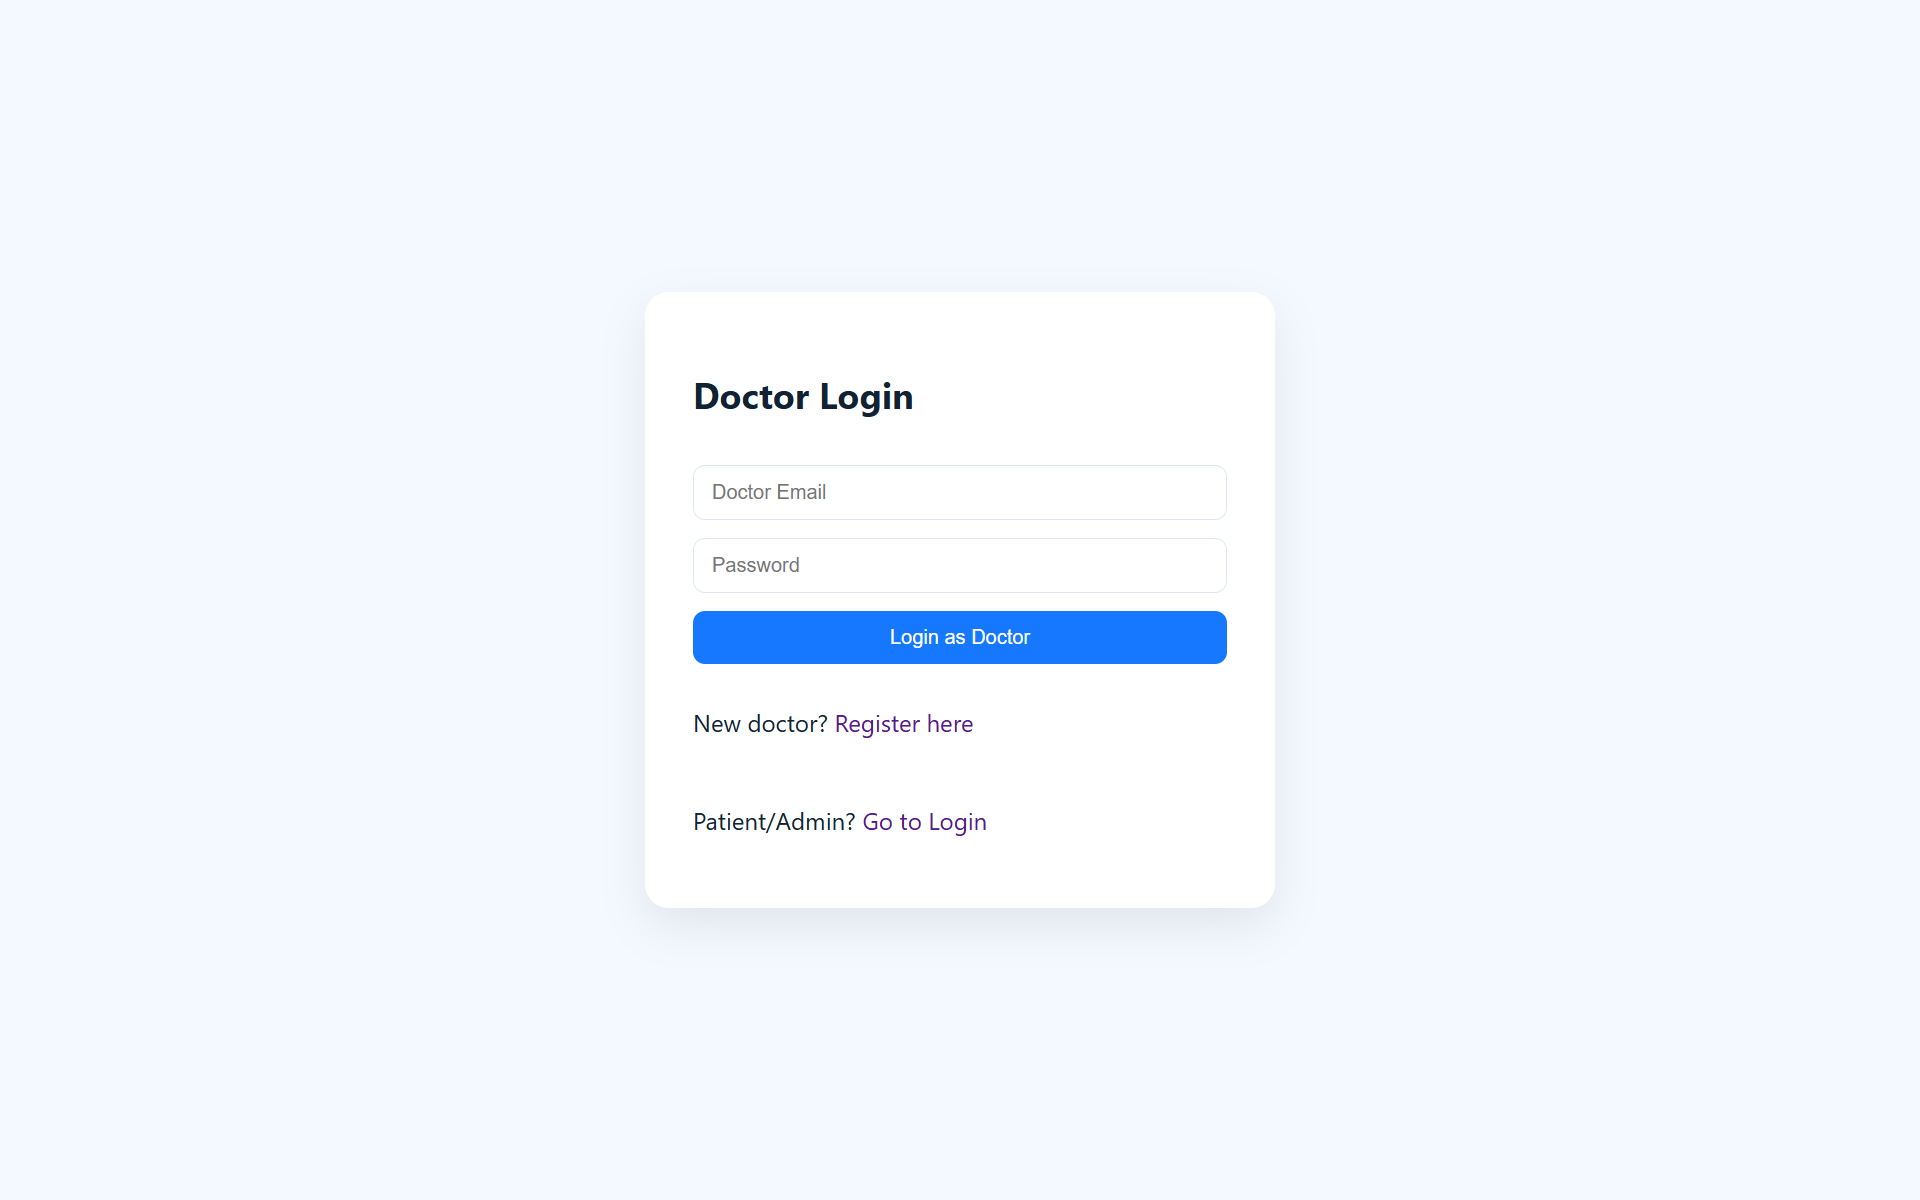 Doctor Login
Doctor Email
Password
Login as Doctor
New doctor? Register here
Patient/Admin? Go to Login